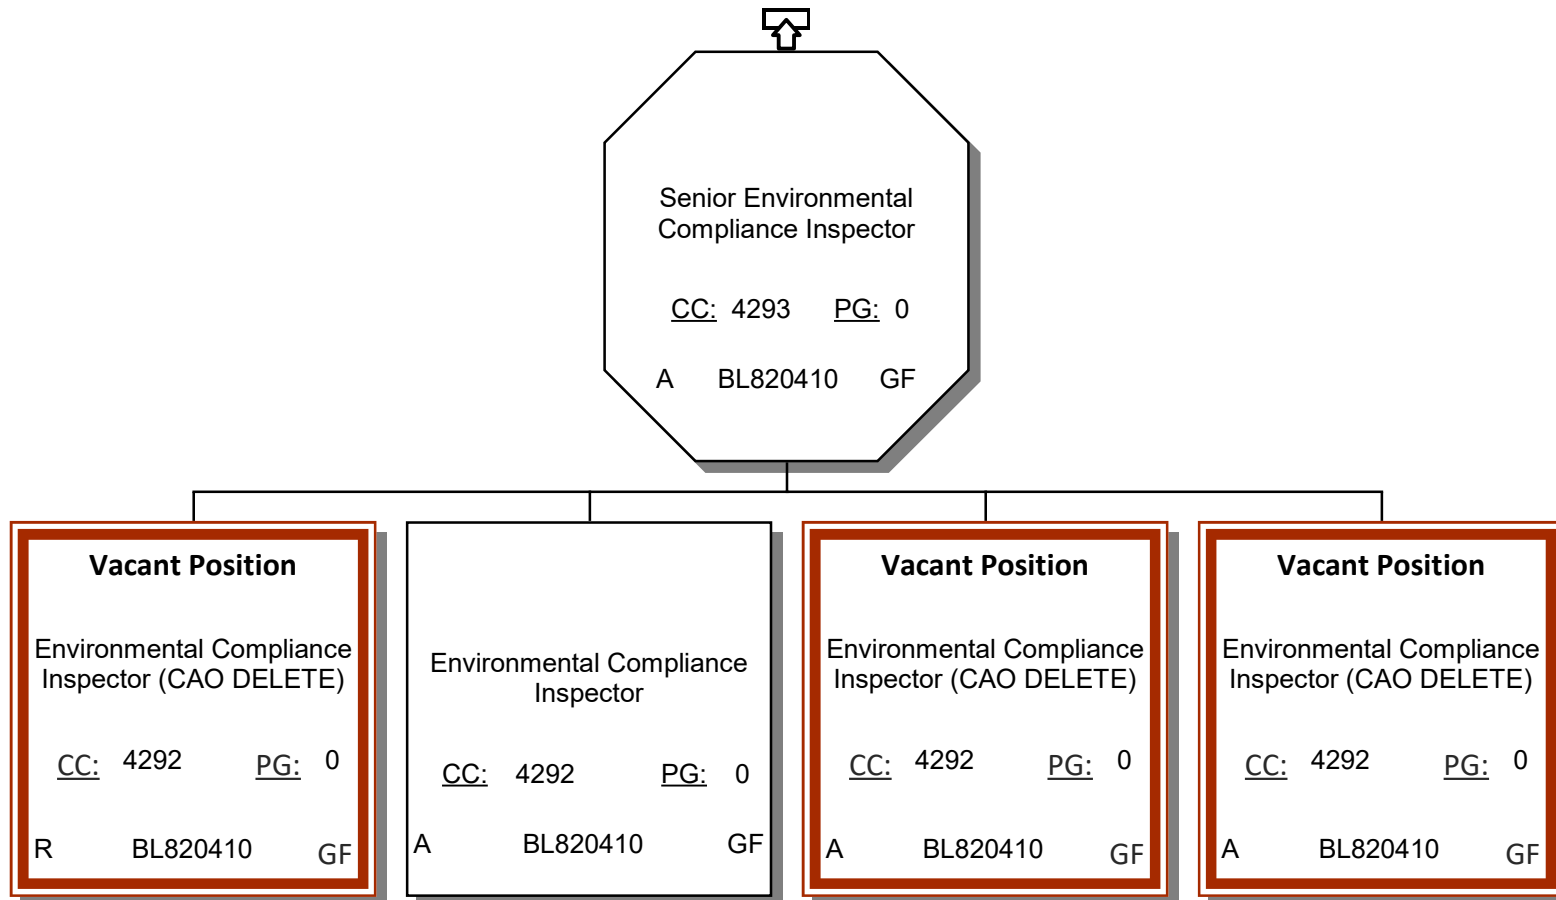 Senior Environmental
Compliance Inspector
CC: 4293 PG: 0
A BL820410 GF
Vacant Position
Environmental Compliance
Inspector (CAO DELETE)
CC: 4292 PG: 0
R BL820410 GF
Environmental Compliance
Inspector
CC: 4292 PG: 0
A BL820410 GF
Vacant Position
Environmental Compliance
Inspector (CAO DELETE)
CC: 4292 PG: 0
A BL820410 GF
Vacant Position
Environmental Compliance
Inspector (CAO DELETE)
CC: 4292 PG: 0
A BL820410 GF